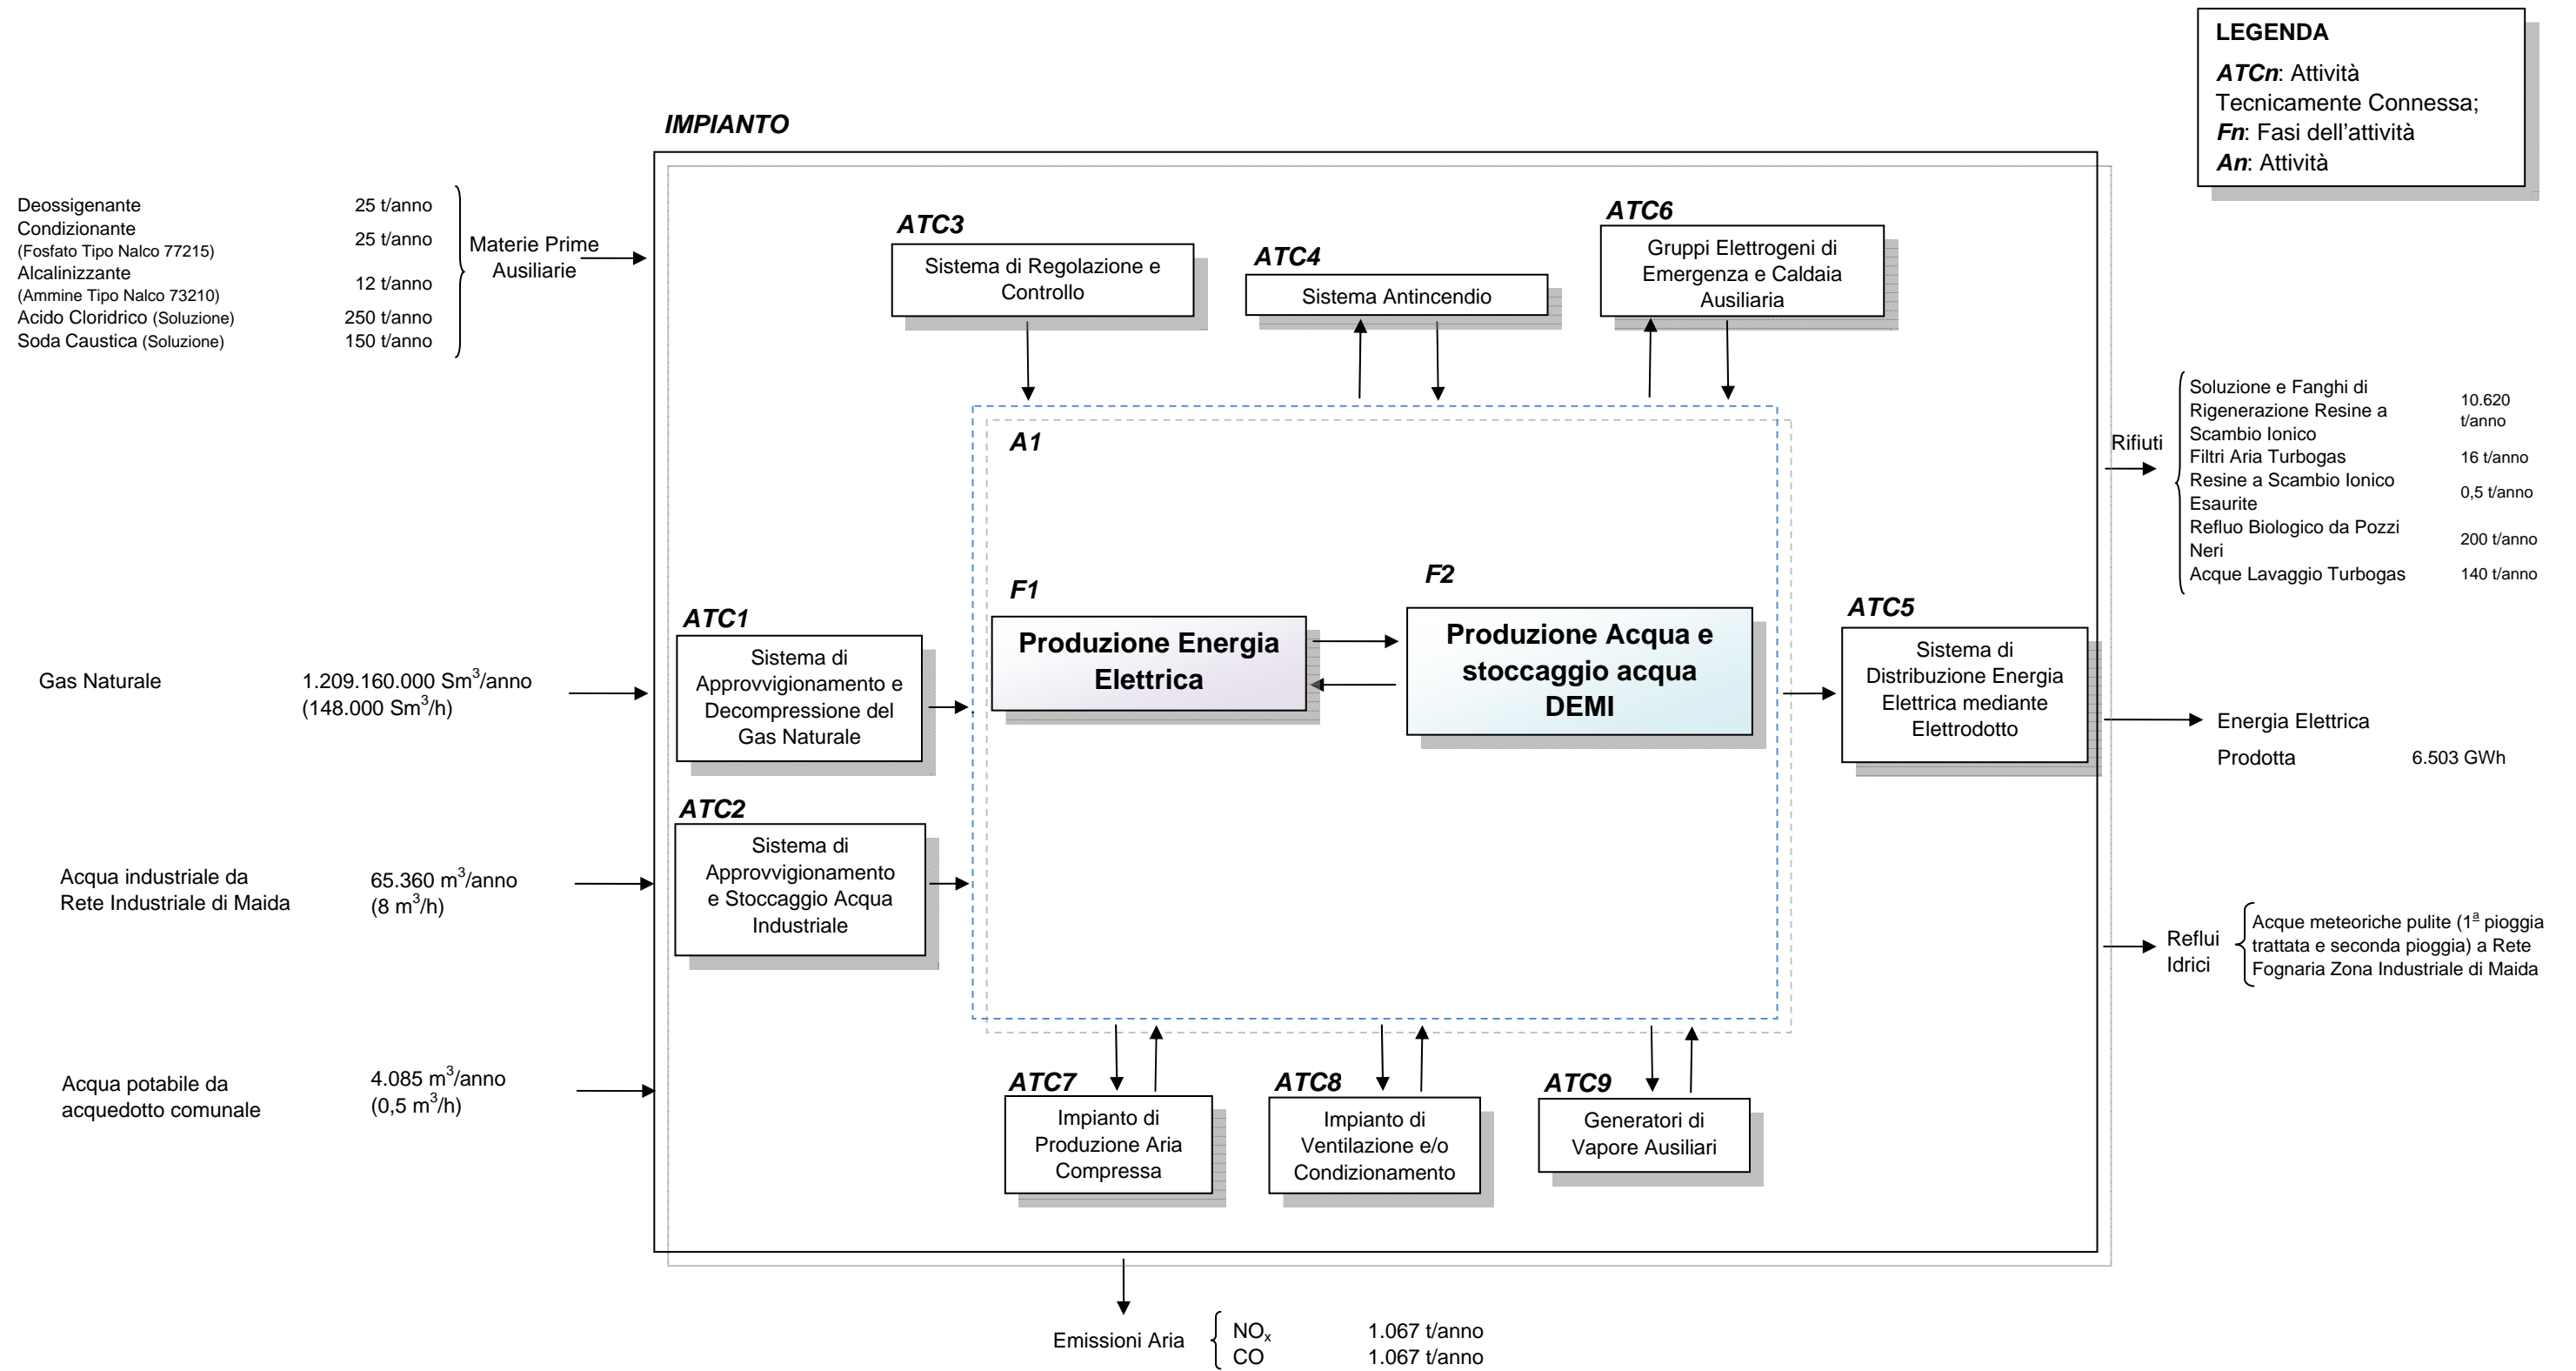 LEGENDA
ATCn: Attività
Tecnicamente Connessa;
Fn: Fasi dell'attività
An: Attività
IMPIANTO
Deossigenante 25 t/anno
Condizionante
(Fosfato Tipo Nalco 77215) 25 t/anno
Alcalinizzante
(Ammine Tipo Nalco 73210) 12 t/anno
Acido Cloridrico (Soluzione) 250 t/anno
Soda Caustica (Soluzione) 150 t/anno
Materie Prime
Ausiliarie
ATC3
Sistema di Regolazione e
Controllo
ATC4
Sistema Antincendio
ATC6
Gruppi Elettrogeni di
Emergenza e Caldaia
Ausiliaria
Rifiuti
Soluzione e Fanghi di
Rigenerazione Resine a
Scambio Ionico
10.620
t/anno
Filtri Aria Turbogas 16 t/anno
Resine a Scambio Ionico
Esaurite
0,5 t/anno
Refluo Biologico da Pozzi
Neri
200 t/anno
Acque Lavaggio Turbogas 140 t/anno
A1
F1
Produzione Energia
Elettrica
F2
Produzione Acqua e
stoccaggio acqua
DEMI
Gas Naturale
1.209.160.000 Sm³/anno
(148.000 Sm³/h)
ATC1
Sistema di
Approvvigionamento e
Decompressione del
Gas Naturale
ATC5
Sistema di
Distribuzione Energia
Elettrica mediante
Elettrodotto
Energia Elettrica
Prodotta 6.503 GWh
Acqua industriale da
Rete Industriale di Maida
65.360 m³/anno
(8 m³/h)
ATC2
Sistema di
Approvvigionamento
e Stoccaggio Acqua
Industriale
Reflui
Idrici
Acque meteoriche pulite (1ª pioggia
trattata e seconda pioggia) a Rete
Fognaria Zona Industriale di Maida
Acqua potabile da
acquedotto comunale
4.085 m³/anno
(0,5 m³/h)
ATC7
Impianto di
Produzione Aria
Compressa
ATC8
Impianto di
Ventilazione e/o
Condizionamento
ATC9
Generatori di
Vapore Ausiliari
Emissioni Aria
NOₓ 1.067 t/anno
CO 1.067 t/anno